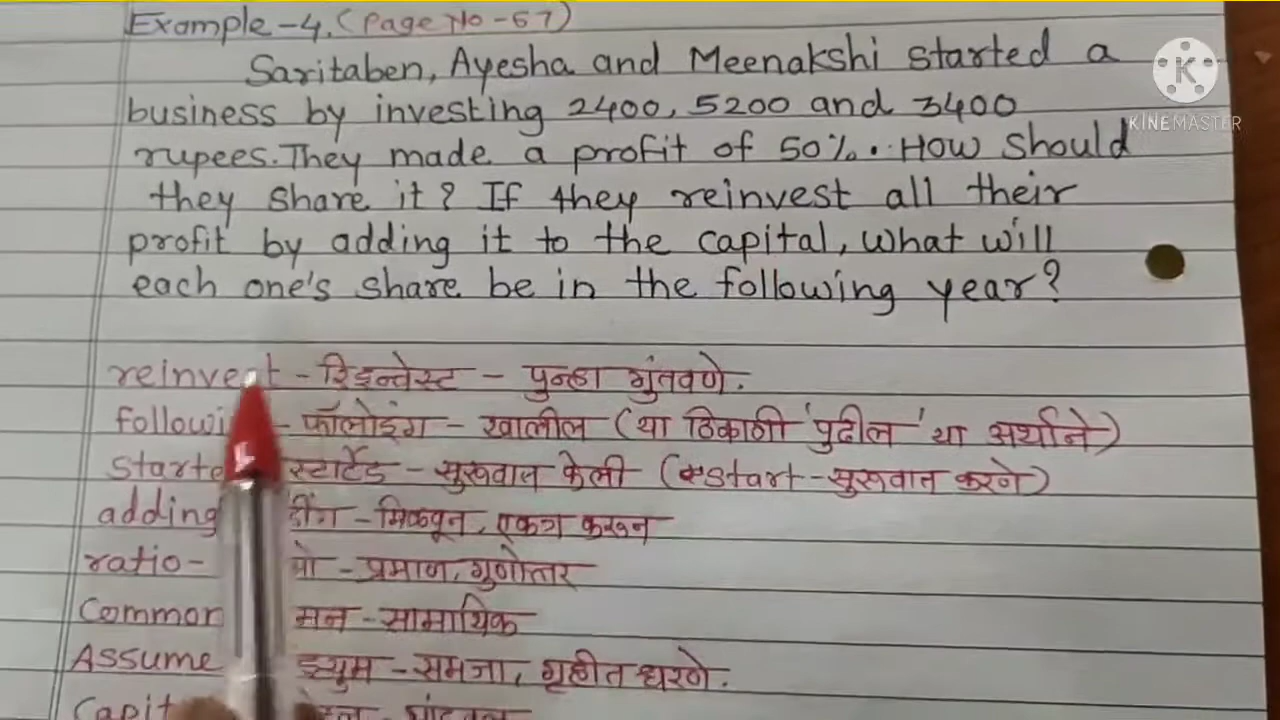 Example-4. (Page No-67)
Saritaben, Ayesha and Meenakshi started a
business by investing 2400, 5200 and 3400
rupees. They made a profit of 50%. How should
they share it? If they reinvest all their
profit by adding it to the capital, what will
each one's share be in the following year?
reinvest - रिइन्वेस्ट - पुन्हा गुंतवणे.
- फॉलोइंग - खालील (या ठिकाणी 'पुढील' या अर्थाने)
स्टार्टेड - सुरूवात केली (start - सुरूवात करणे)
adding - मिळवून, एकत्र करून
ratio - प्रमाण, गुणोत्तर
Common मन - सामायिक
Assume झ्युम - समजा, गृहीत धरणे.
KINEMASTER